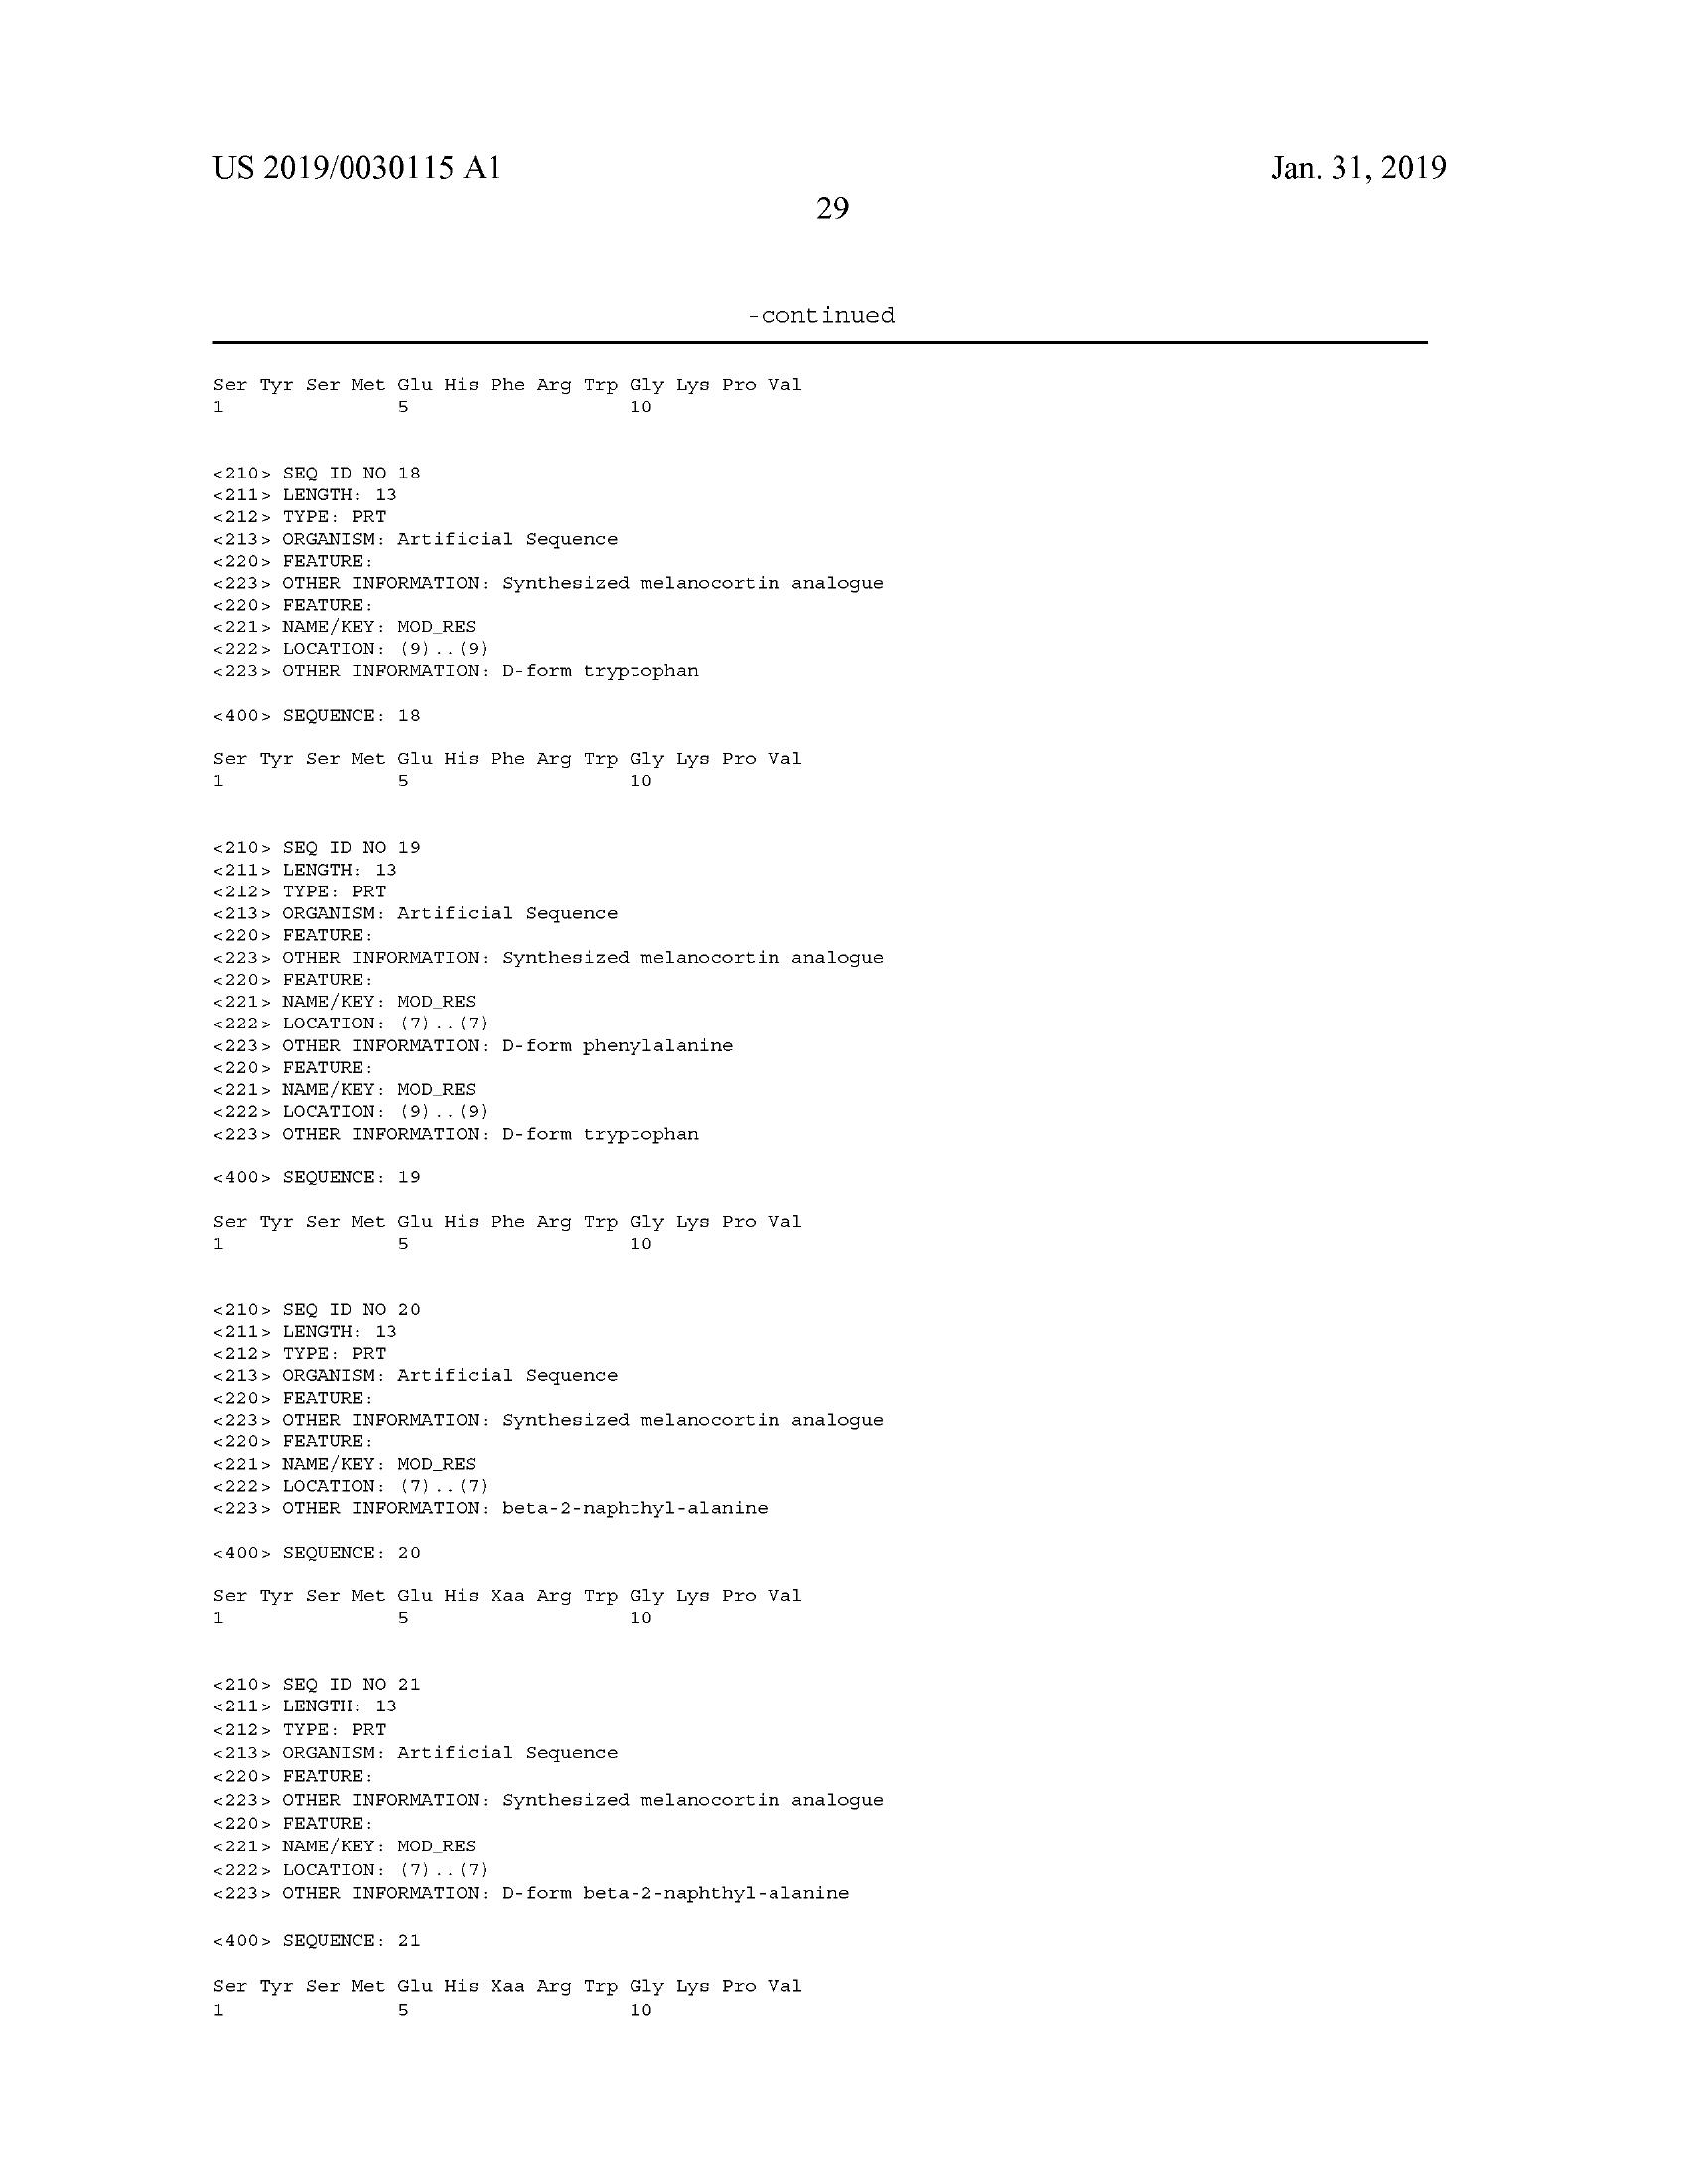 US 2019/0030115 A1
Jan. 31, 2019
29
-continued
Ser Tyr Ser Met Glu His Phe Arg Trp Gly Lys Pro Val
1 5 10
<210> SEQ ID NO 18
<211> LENGTH: 13
<212> TYPE: PRT
<213> ORGANISM: Artificial Sequence
<220> FEATURE:
<223> OTHER INFORMATION: Synthesized melanocortin analogue
<220> FEATURE:
<221> NAME/KEY: MOD_RES
<222> LOCATION: (9)..(9)
<223> OTHER INFORMATION: D-form tryptophan
<400> SEQUENCE: 18
Ser Tyr Ser Met Glu His Phe Arg Trp Gly Lys Pro Val
1 5 10
<210> SEQ ID NO 19
<211> LENGTH: 13
<212> TYPE: PRT
<213> ORGANISM: Artificial Sequence
<220> FEATURE:
<223> OTHER INFORMATION: Synthesized melanocortin analogue
<220> FEATURE:
<221> NAME/KEY: MOD_RES
<222> LOCATION: (7)..(7)
<223> OTHER INFORMATION: D-form phenylalanine
<220> FEATURE:
<221> NAME/KEY: MOD_RES
<222> LOCATION: (9)..(9)
<223> OTHER INFORMATION: D-form tryptophan
<400> SEQUENCE: 19
Ser Tyr Ser Met Glu His Phe Arg Trp Gly Lys Pro Val
1 5 10
<210> SEQ ID NO 20
<211> LENGTH: 13
<212> TYPE: PRT
<213> ORGANISM: Artificial Sequence
<220> FEATURE:
<223> OTHER INFORMATION: Synthesized melanocortin analogue
<220> FEATURE:
<221> NAME/KEY: MOD_RES
<222> LOCATION: (7)..(7)
<223> OTHER INFORMATION: beta-2-naphthyl-alanine
<400> SEQUENCE: 20
Ser Tyr Ser Met Glu His Xaa Arg Trp Gly Lys Pro Val
1 5 10
<210> SEQ ID NO 21
<211> LENGTH: 13
<212> TYPE: PRT
<213> ORGANISM: Artificial Sequence
<220> FEATURE:
<223> OTHER INFORMATION: Synthesized melanocortin analogue
<220> FEATURE:
<221> NAME/KEY: MOD_RES
<222> LOCATION: (7)..(7)
<223> OTHER INFORMATION: D-form beta-2-naphthyl-alanine
<400> SEQUENCE: 21
Ser Tyr Ser Met Glu His Xaa Arg Trp Gly Lys Pro Val
1 5 10